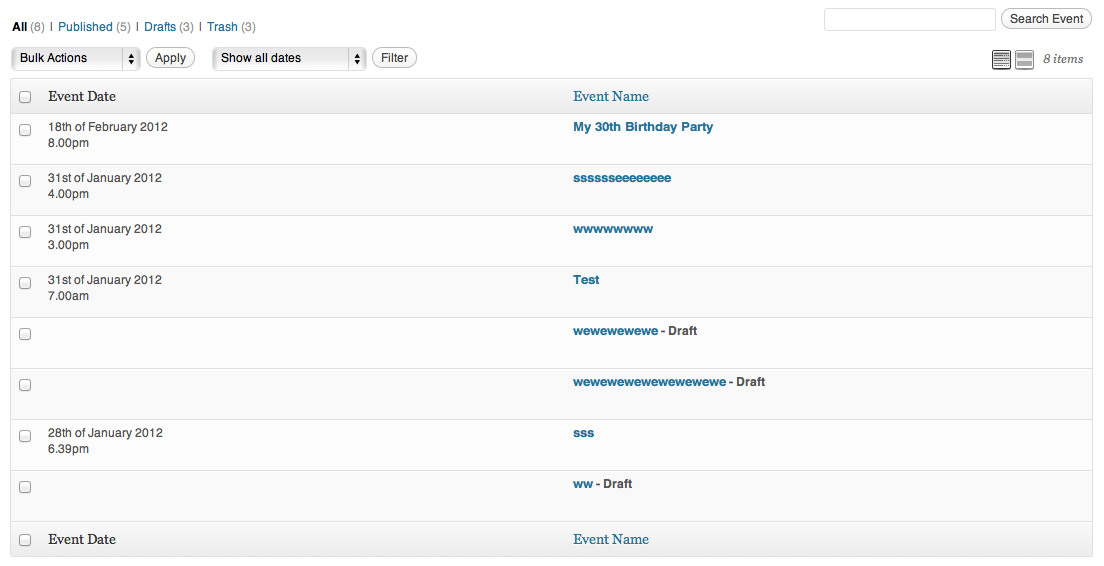 All (8) | Published (5) | Drafts (3) | Trash (3)
Search Event
Bulk Actions Apply Show all dates Filter 8 items
Event Date Event Name
18th of February 2012 My 30th Birthday Party
8.00pm
31st of January 2012 sssssseeeeeeee
4.00pm
31st of January 2012 wwwwwwww
3.00pm
31st of January 2012 Test
7.00am
wewewewewe - Draft
wewewewewewewewewe - Draft
28th of January 2012 sss
6.39pm
ww - Draft
Event Date Event Name